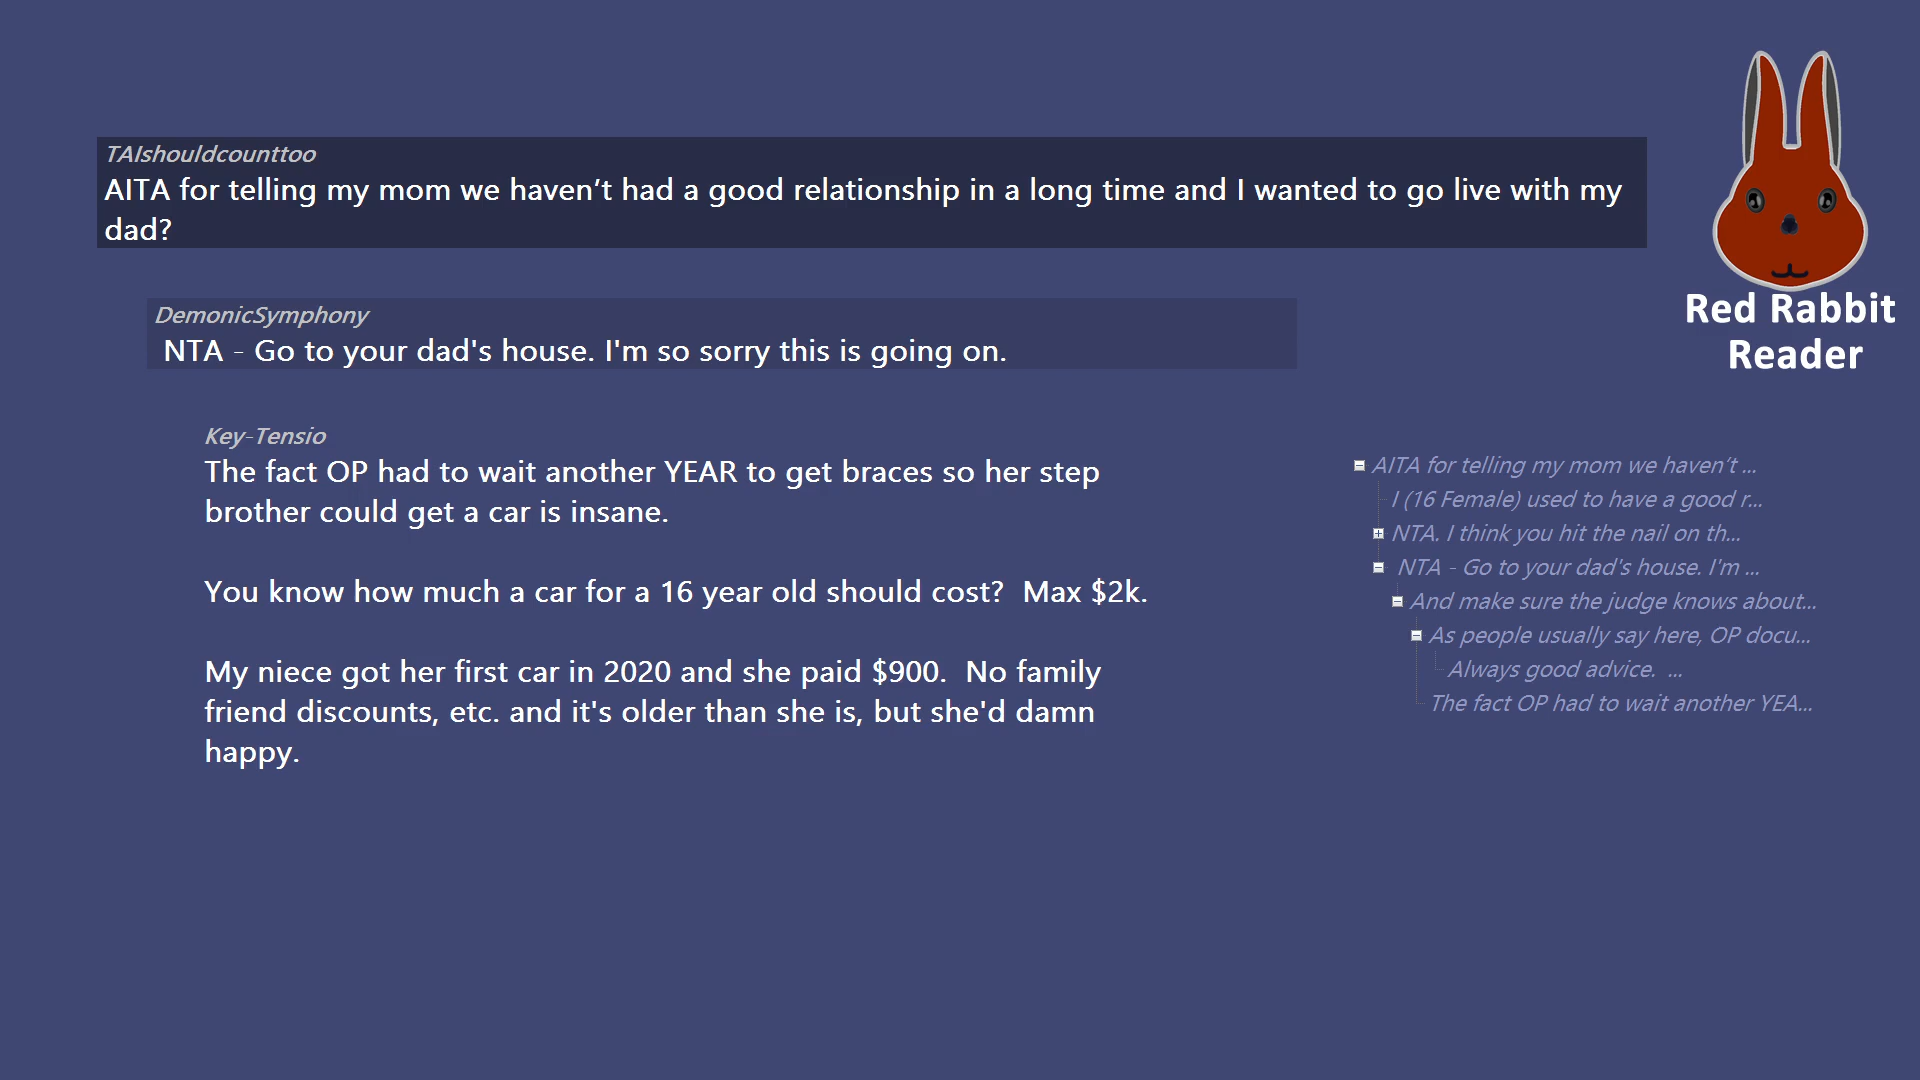 TAIshouldcounttoo
AITA for telling my mom we haven’t had a good relationship in a long time and I wanted to go live with my
dad?
DemonicSymphony
NTA - Go to your dad's house. I'm so sorry this is going on.
Key-Tensio
The fact OP had to wait another YEAR to get braces so her step
brother could get a car is insane.
You know how much a car for a 16 year old should cost?  Max $2k.
My niece got her first car in 2020 and she paid $900.  No family
friend discounts, etc. and it's older than she is, but she'd damn
happy.
Red Rabbit
Reader
AITA for telling my mom we haven’t ...
I (16 Female) used to have a good r...
NTA. I think you hit the nail on th...
NTA - Go to your dad's house. I'm ...
And make sure the judge knows about...
As people usually say here, OP docu...
Always good advice.  ...
The fact OP had to wait another YEA...